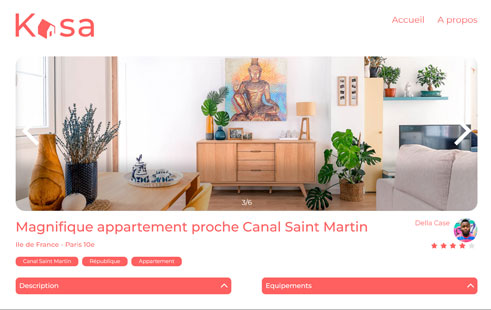 Kasa
Accueil A propos
3/6
Magnifique appartement proche Canal Saint Martin
Della Case
Ile de France - Paris 10e
Canal Saint Martin République Appartement
Description Equipements